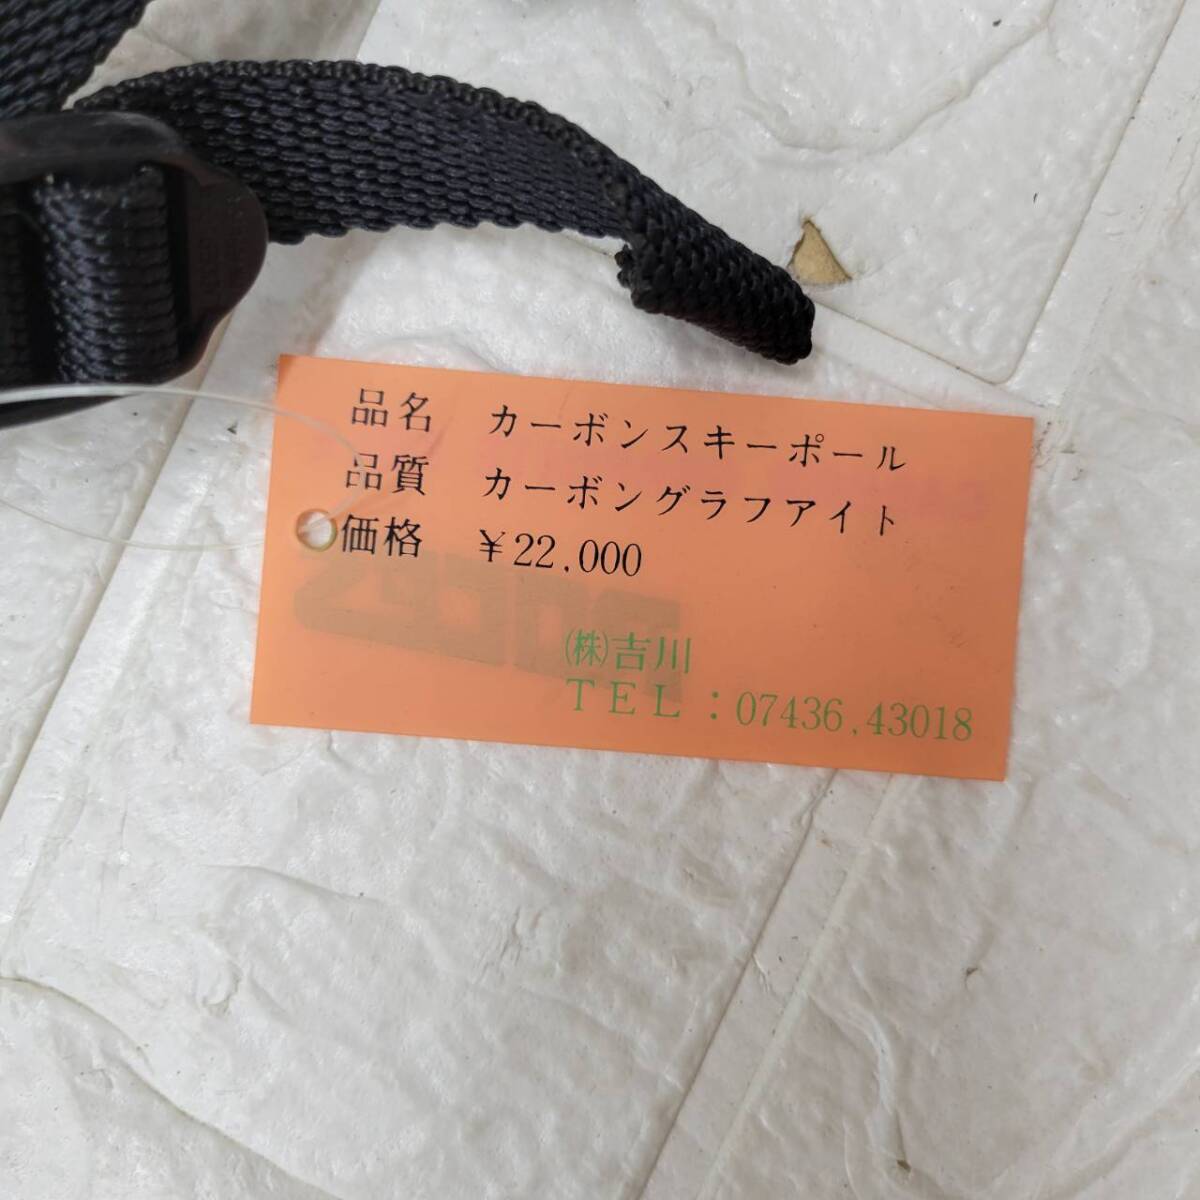 品名 カーボンスキーポール
品質 カーボングラフアイト
価格 ¥22,000
㈱吉川
TEL:07436,43018